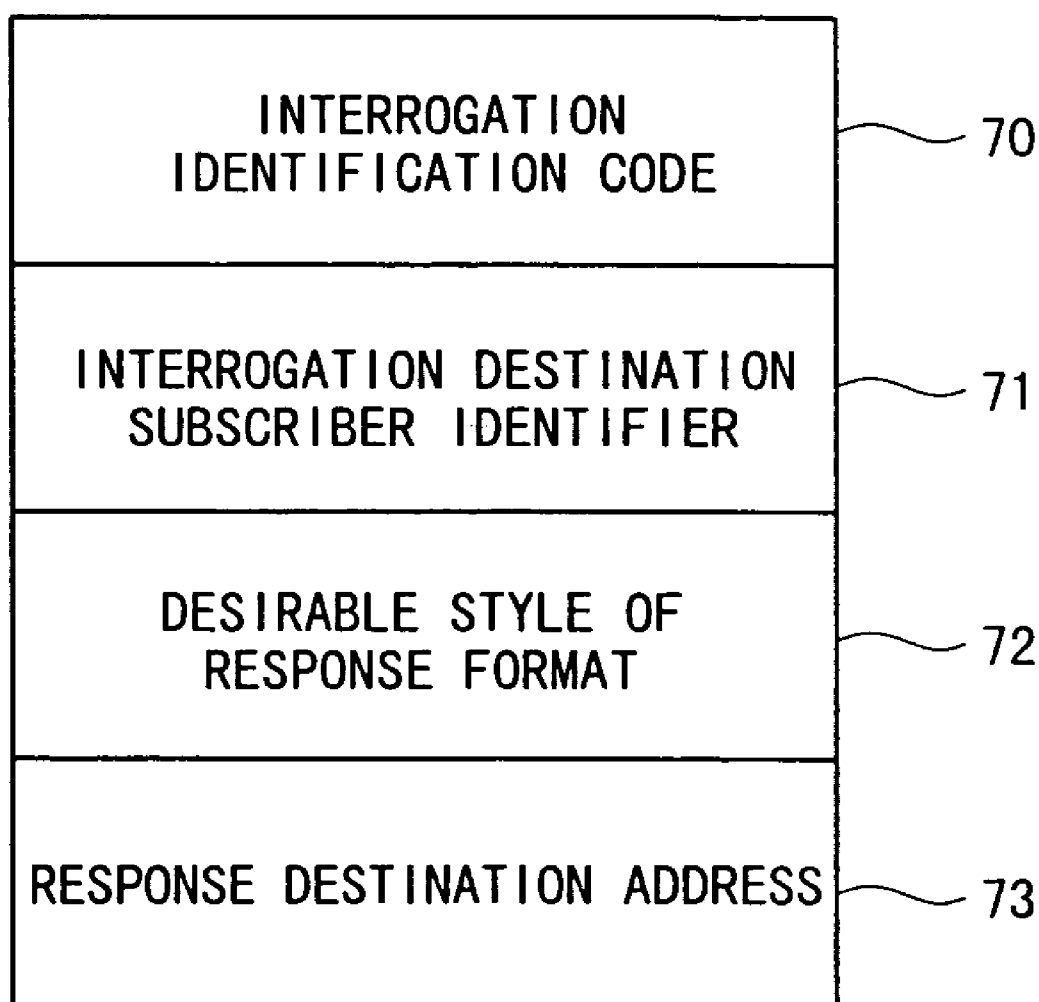 INTERROGATION
IDENTIFICATION CODE
70
INTERROGATION DESTINATION
SUBSCRIBER IDENTIFIER
71
DESIRABLE STYLE OF
RESPONSE FORMAT
72
RESPONSE DESTINATION ADDRESS
73